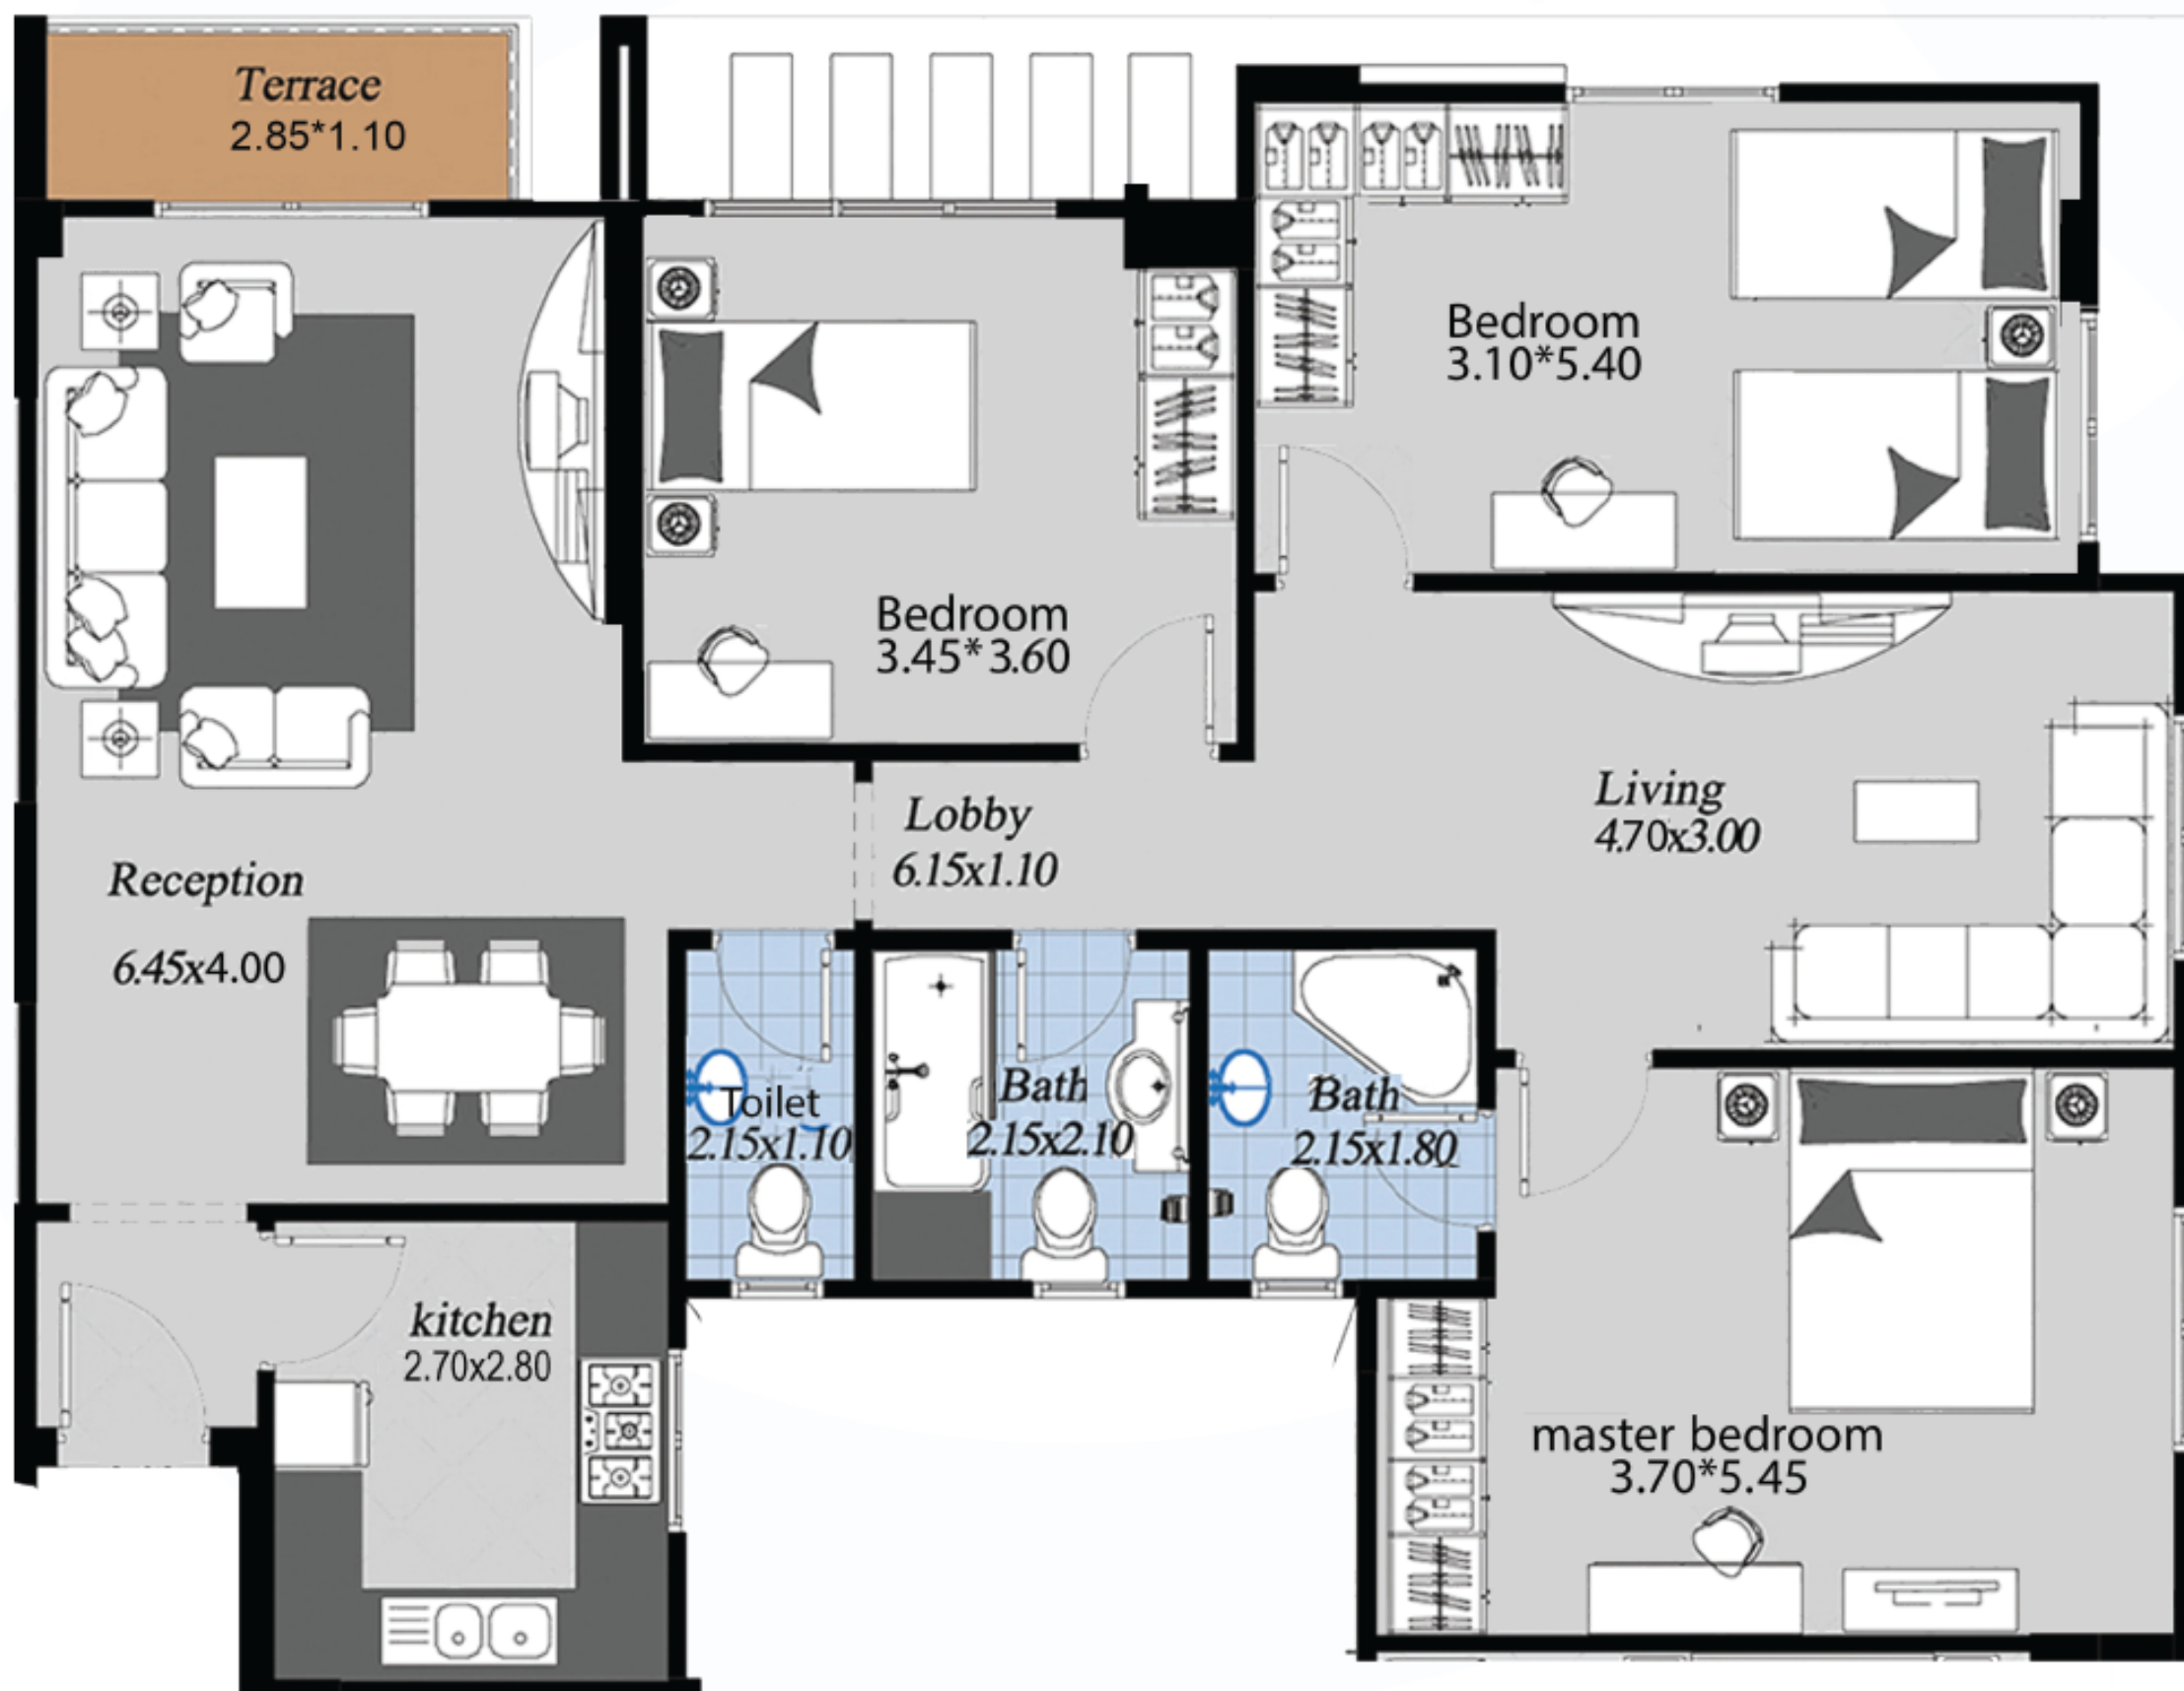 Terrace
2.85*1.10
Bedroom
3.10*5.40
Bedroom
3.45*3.60
Living
4.70x3.00
Lobby
6.15x1.10
Reception
6.45x4.00
Toilet
2.15x1.10
Bath
2.15x2.10
Bath
2.15x1.80
kitchen
2.70x2.80
master bedroom
3.70*5.45